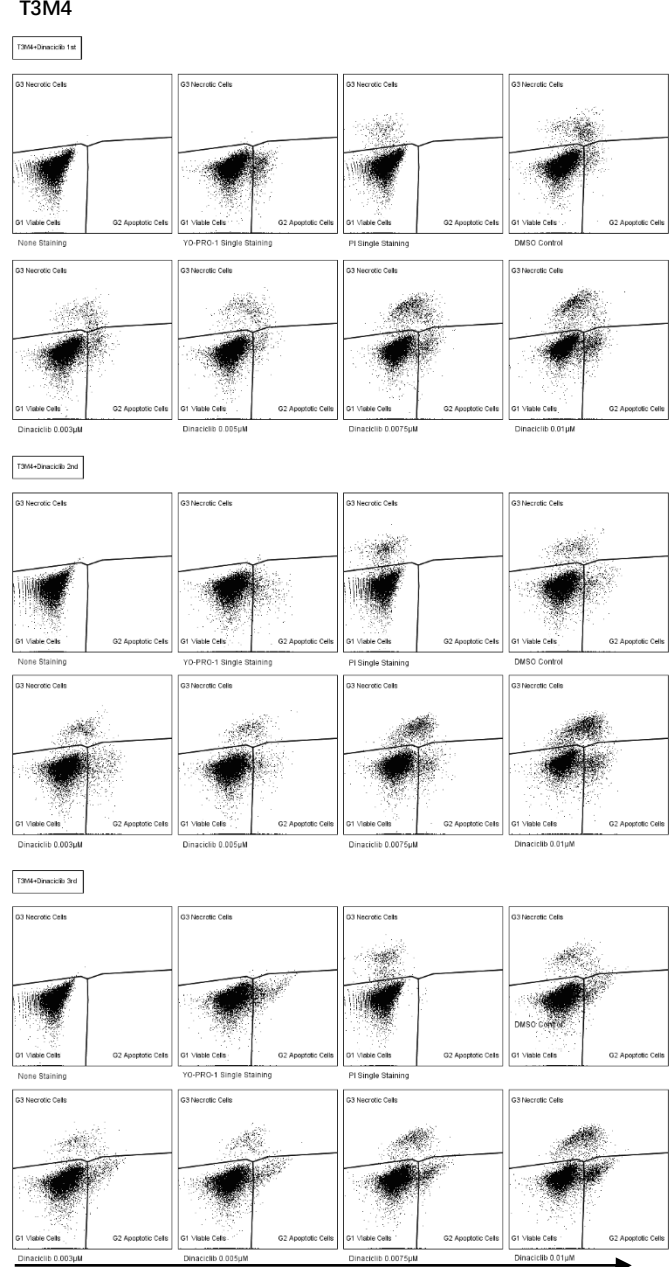 T3M4
T3M4+Dinaciclib 1st
G3 Necrotic Cells G3 Necrotic Cells G3 Necrotic Cells G3 Necrotic Cells
G1 Viable Cells G2 Apoptotic Cells G1 Viable Cells G2 Apoptotic Cells G1 Viable Cells G2 Apoptotic Cells G1 Viable Cells G2 Apoptotic Cells
None Staining YO-PRO-1 Single Staining PI Single Staining DMSO Control
G3 Necrotic Cells G3 Necrotic Cells G3 Necrotic Cells G3 Necrotic Cells
G1 Viable Cells G2 Apoptotic Cells G1 Viable Cells G2 Apoptotic Cells G1 Viable Cells G2 Apoptotic Cells G1 Viable Cells G2 Apoptotic Cells
Dinaciclib 0.003μM Dinaciclib 0.005μM Dinaciclib 0.0075μM Dinaciclib 0.01μM
T3M4+Dinaciclib 2nd
G3 Necrotic Cells G3 Necrotic Cells G3 Necrotic Cells G3 Necrotic Cells
G1 Viable Cells G2 Apoptotic Cells G1 Viable Cells G2 Apoptotic Cells G1 Viable Cells G2 Apoptotic Cells G1 Viable Cells G2 Apoptotic Cells
None Staining YO-PRO-1 Single Staining PI Single Staining DMSO Control
G3 Necrotic Cells G3 Necrotic Cells G3 Necrotic Cells G3 Necrotic Cells
G1 Viable Cells G2 Apoptotic Cells G1 Viable Cells G2 Apoptotic Cells G1 Viable Cells G2 Apoptotic Cells G1 Viable Cells G2 Apoptotic Cells
Dinaciclib 0.003μM Dinaciclib 0.005μM Dinaciclib 0.0075μM Dinaciclib 0.01μM
T3M4+Dinaciclib 3rd
G3 Necrotic Cells G3 Necrotic Cells G3 Necrotic Cells G3 Necrotic Cells
DMSO Control
G1 Viable Cells G2 Apoptotic Cells G1 Viable Cells G2 Apoptotic Cells G1 Viable Cells G2 Apoptotic Cells G1 Viable Cells G2 Apoptotic Cells
None Staining YO-PRO-1 Single Staining PI Single Staining
G3 Necrotic Cells G3 Necrotic Cells G3 Necrotic Cells G3 Necrotic Cells
G1 Viable Cells G2 Apoptotic Cells G1 Viable Cells G2 Apoptotic Cells G1 Viable Cells G2 Apoptotic Cells G1 Viable Cells G2 Apoptotic Cells
Dinaciclib 0.003μM Dinaciclib 0.005μM Dinaciclib 0.0075μM Dinaciclib 0.01μM